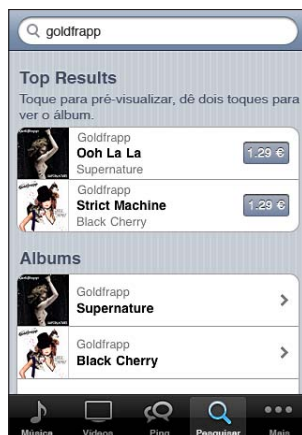 goldfrapp
Top Results
Toque para pré-visualizar, dê dois toques para
ver o álbum.
Goldfrapp
Ooh La La
Supernature
1.29 €
Goldfrapp
Strict Machine
Black Cherry
1.29 €
Albums
Goldfrapp
Supernature
Goldfrapp
Black Cherry
Música
Vídeos
Ping
Pesquisar
Mais